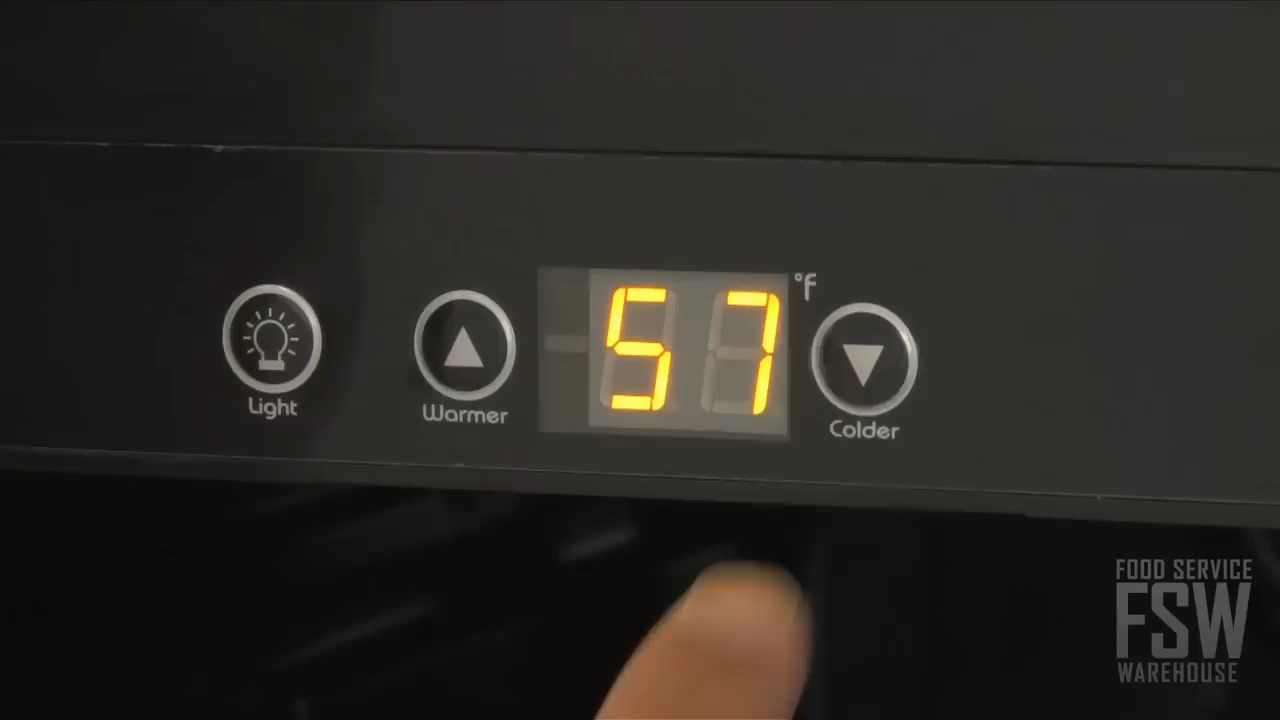 57
°F
Light
Warmer
Colder
FOOD SERVICE
FSW
WAREHOUSE